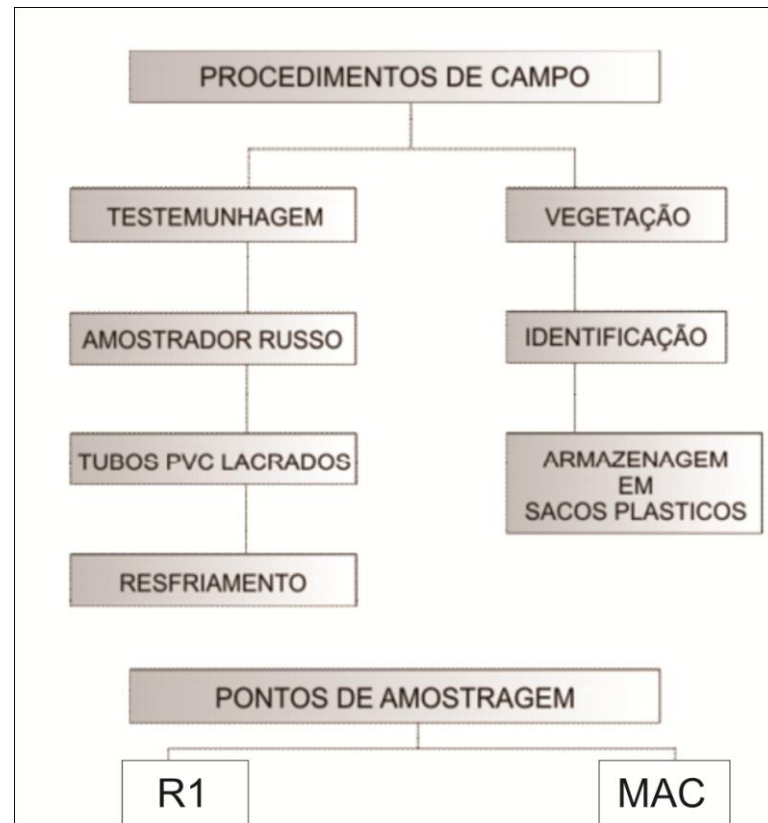 PROCEDIMENTOS DE CAMPO
TESTEMUNHAGEM
AMOSTRADOR RUSSO
TUBOS PVC LACRADOS
RESFRIAMENTO
VEGETAÇÃO
IDENTIFICAÇÃO
ARMAZENAGEM
EM
SACOS PLASTICOS
PONTOS DE AMOSTRAGEM
R1
MAC